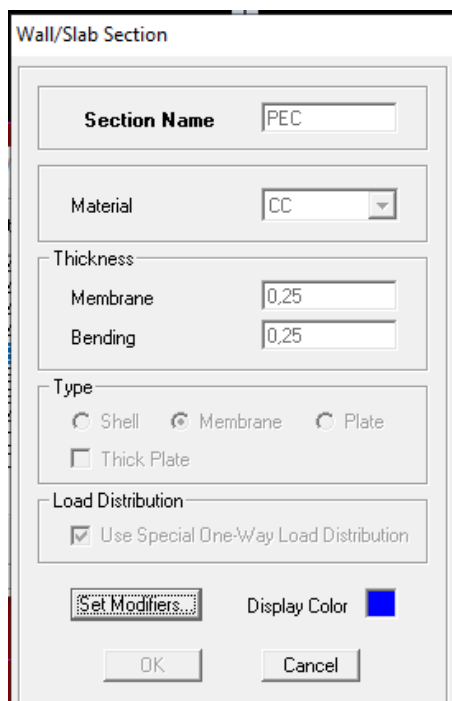 Wall/Slab Section
Section Name PEC
Material CC
Thickness
Membrane 0,25
Bending 0,25
Type
Shell Membrane Plate
Thick Plate
Load Distribution
Use Special One-Way Load Distribution
Set Modifiers... Display Color
OK Cancel